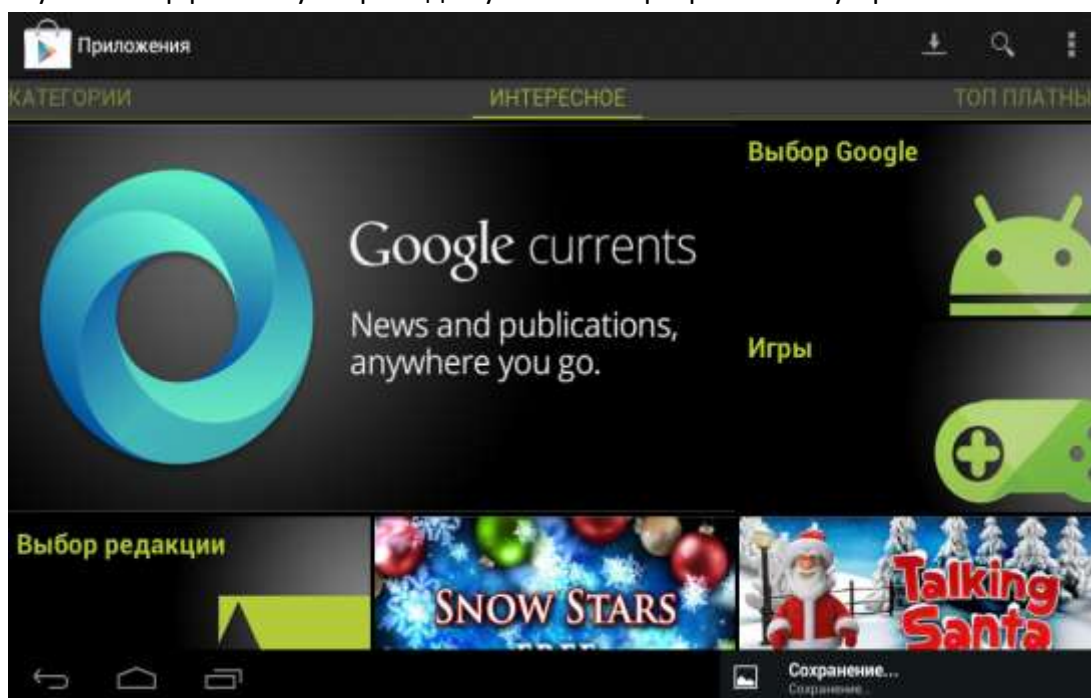 Приложения
КАТЕГОРИИ
ИНТЕРЕСНОЕ
ТОП ПЛАТНЫ
Google currents
News and publications,
anywhere you go.
Выбор Google
Игры
Выбор редакции
SNOW STARS
FREE
Talking
Santa
Сохранение...
Сохранение...